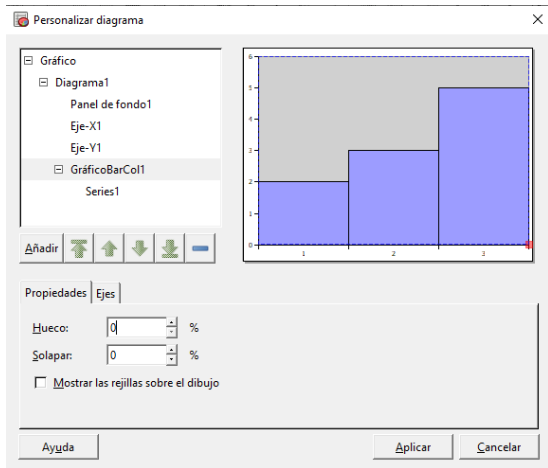 Personalizar diagrama
Gráfico
Diagrama1
Panel de fondo1
Eje-X1
Eje-Y1
GráficoBarCol1
Series1
6
5
4
3
2
1
0
1 2 3
Añadir
Propiedades Ejes
Hueco: 0 %
Solapar: 0 %
Mostrar las rejillas sobre el dibujo
Ayuda Aplicar Cancelar